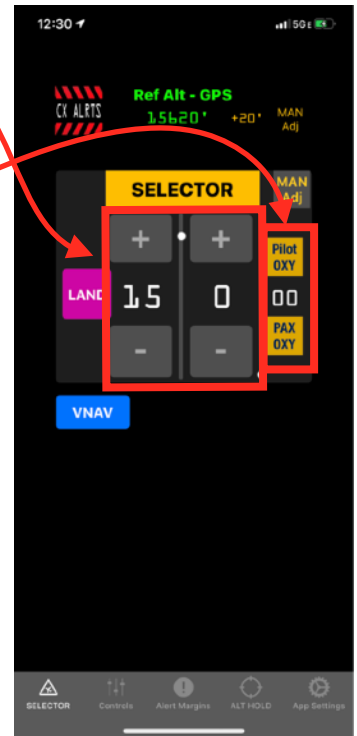 12:30
5G E
Ref Alt - GPS
CX ALRTS
15620'
+20'
MAN
Adj
SELECTOR
MAN
Adj
+
+
Pilot
OXY
LAND
15
0
00
-
-
PAX
OXY
VNAV
SELECTOR
Controls
Alert Margins
ALT HOLD
App Settings